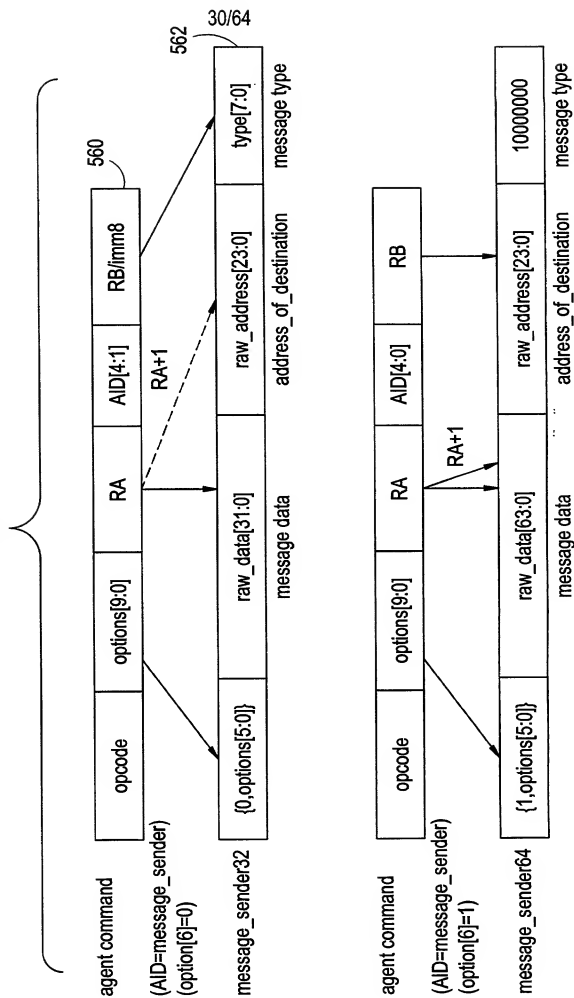 30/64
560
562
agent command
opcode
options[9:0]
RA
AID[4:1]
RB/imm8
(AID=message_sender)
(option[6]=0)
RA+1
message_sender32
{0,options[5:0]}
raw_data[31:0]
raw_address[23:0]
type[7:0]
message data
address_of_destination
message type
agent command
opcode
options[9:0]
RA
AID[4:0]
RB
(AID=message_sender)
(option[6]=1)
RA+1
message_sender64
{1,options[5:0]}
raw_data[63:0]
raw_address[23:0]
10000000
message data
address_of_destination
message type